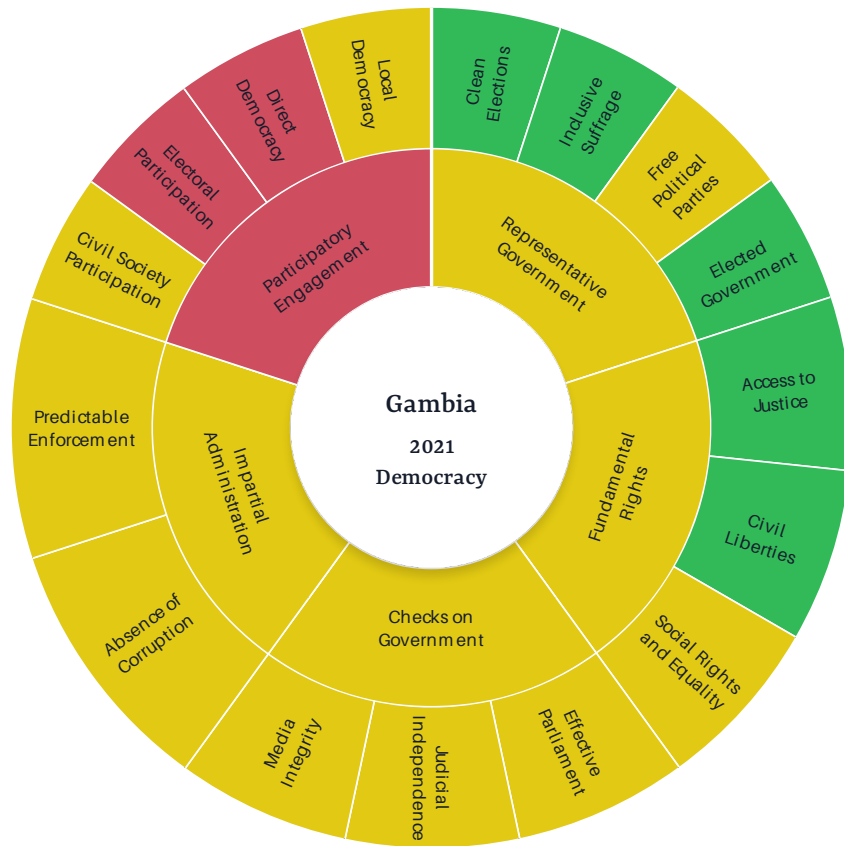 Gambia
2021
Democracy
Representative
Government
Clean
Elections
Inclusive
Suffrage
Free
Political
Parties
Elected
Government
Fundamental
Rights
Access to
Justice
Civil
Liberties
Social Rights
and Equality
Checks on
Government
Effective
Parliament
Judicial
Independence
Media
Integrity
Impartial
Administration
Absence of
Corruption
Predictable
Enforcement
Participatory
Engagement
Civil Society
Participation
Electoral
Participation
Direct
Democracy
Local
Democracy